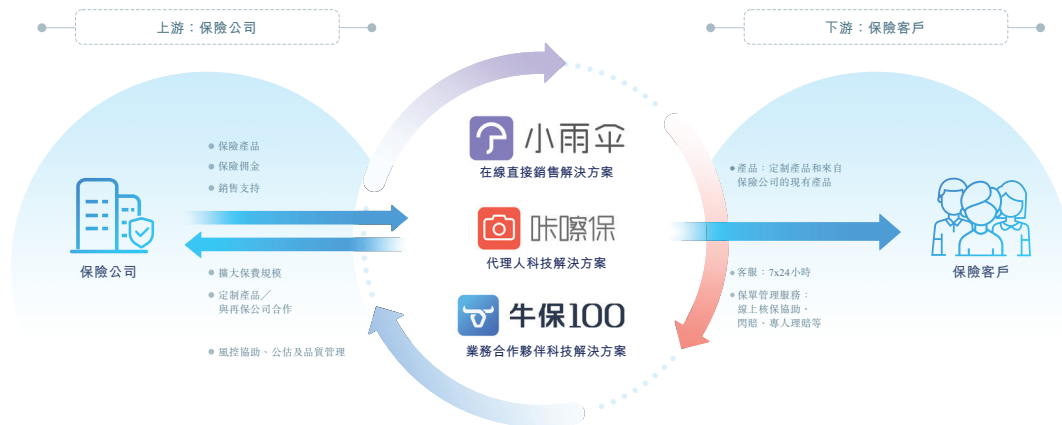 上游：保險公司
下游：保險客戶
保險產品
保險佣金
銷售支持
保險公司
擴大保費規模
定制產品／
與再保公司合作
風控協助、公估及品質管理
小雨伞
在線直接銷售解決方案
咔嚓保
代理人科技解決方案
牛保100
業務合作夥伴科技解決方案
產品：定制產品和來自
保險公司的現有產品
客服：7x24小時
保單管理服務：
線上核保協助、
閃賠、專人理賠等
保險客戶